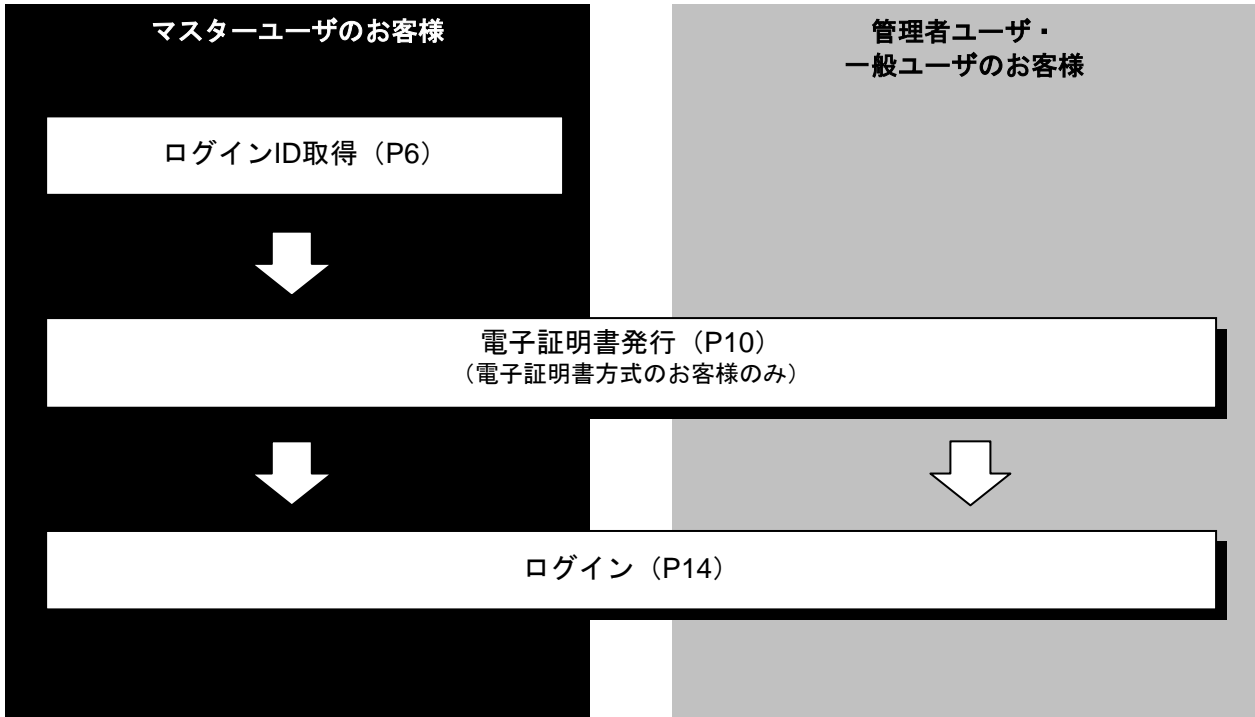 マスターユーザのお客様
管理者ユーザ・
一般ユーザのお客様
ログインID取得（P6）
電子証明書発行（P10）
（電子証明書方式のお客様のみ）
ログイン（P14）